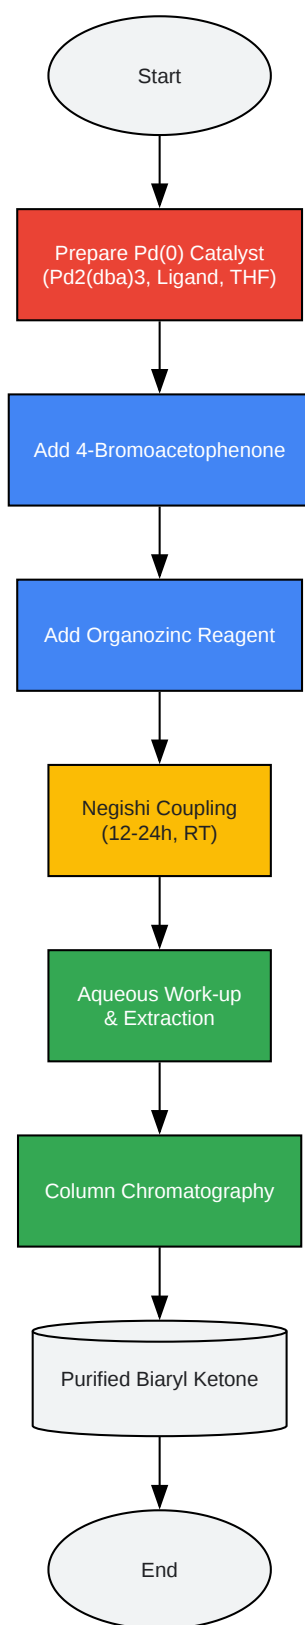 Start
Prepare Pd(0) Catalyst
(Pd2(dba)3, Ligand, THF)
Add 4-Bromoacetophenone
Add Organozinc Reagent
Negishi Coupling
(12-24h, RT)
Aqueous Work-up
& Extraction
Column Chromatography
Purified Biaryl Ketone
End